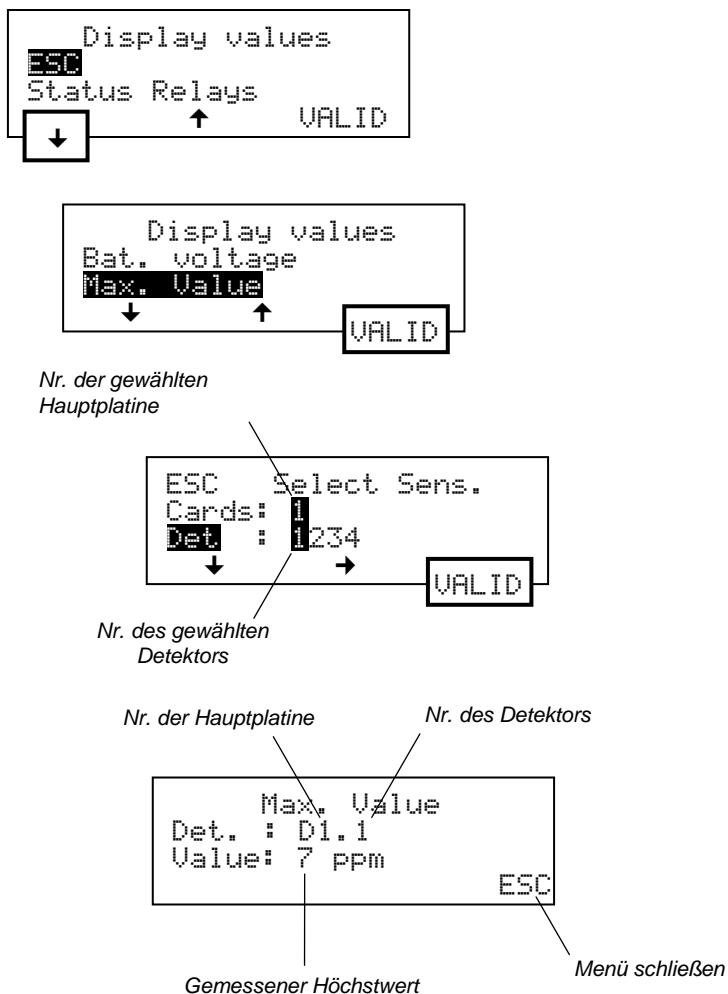 Display values
ESC
Status Relays
↓ ↑ VALID
Display values
Bat. voltage
Max. Value
↓ ↑ VALID
Nr. der gewählten
Hauptplatine
ESC Select Sens.
Cards: 1
Det : 1234
↓ → VALID
Nr. des gewählten
Detektors
Nr. der Hauptplatine Nr. des Detektors
Max. Value
Det. : D1.1
Value: 7 ppm
ESC
Menü schließen
Gemessener Höchstwert